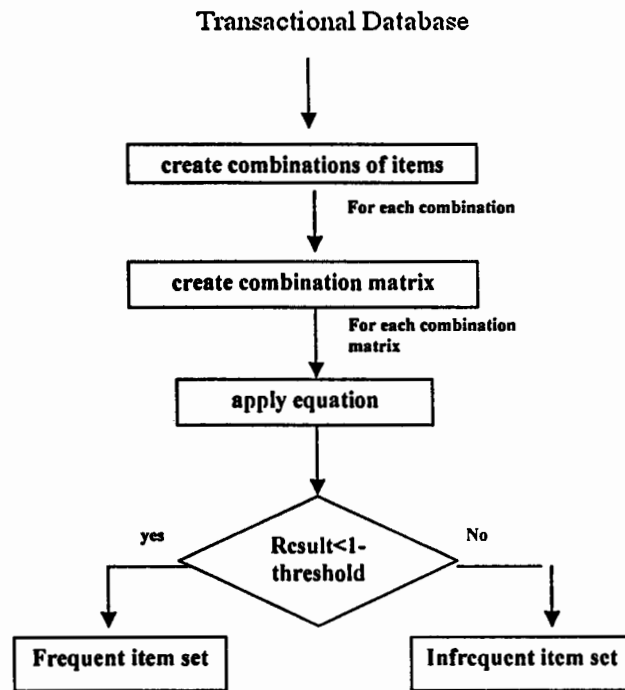 Transactional Database
create combinations of items
For each combination
create combination matrix
For each combination
matrix
apply equation
yes
Result<1-
threshold
No
Frequent item set
Infrequent item set